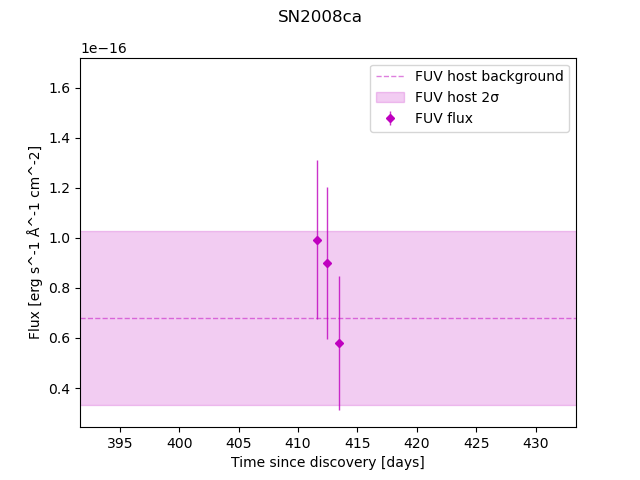 SN2008ca
1e−16
FUV host background
FUV host 2σ
FUV flux
1.6
1.4
1.2
1.0
0.8
0.6
0.4
Flux [erg s^-1 Å^-1 cm^-2]
395 400 405 410 415 420 425 430
Time since discovery [days]